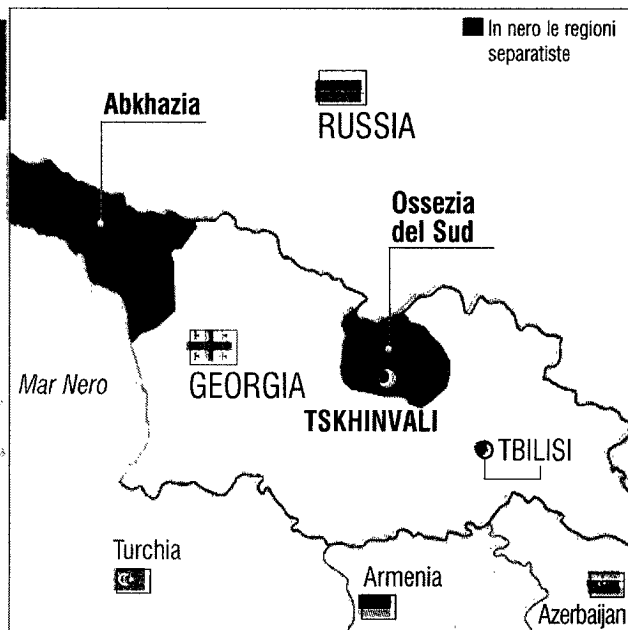 In nero le regioni
separatiste
Abkhazia
RUSSIA
Ossezia
del Sud
Mar Nero
GEORGIA
TSKHINVALI
TBILISI
Turchia
Armenia
Azerbaijan